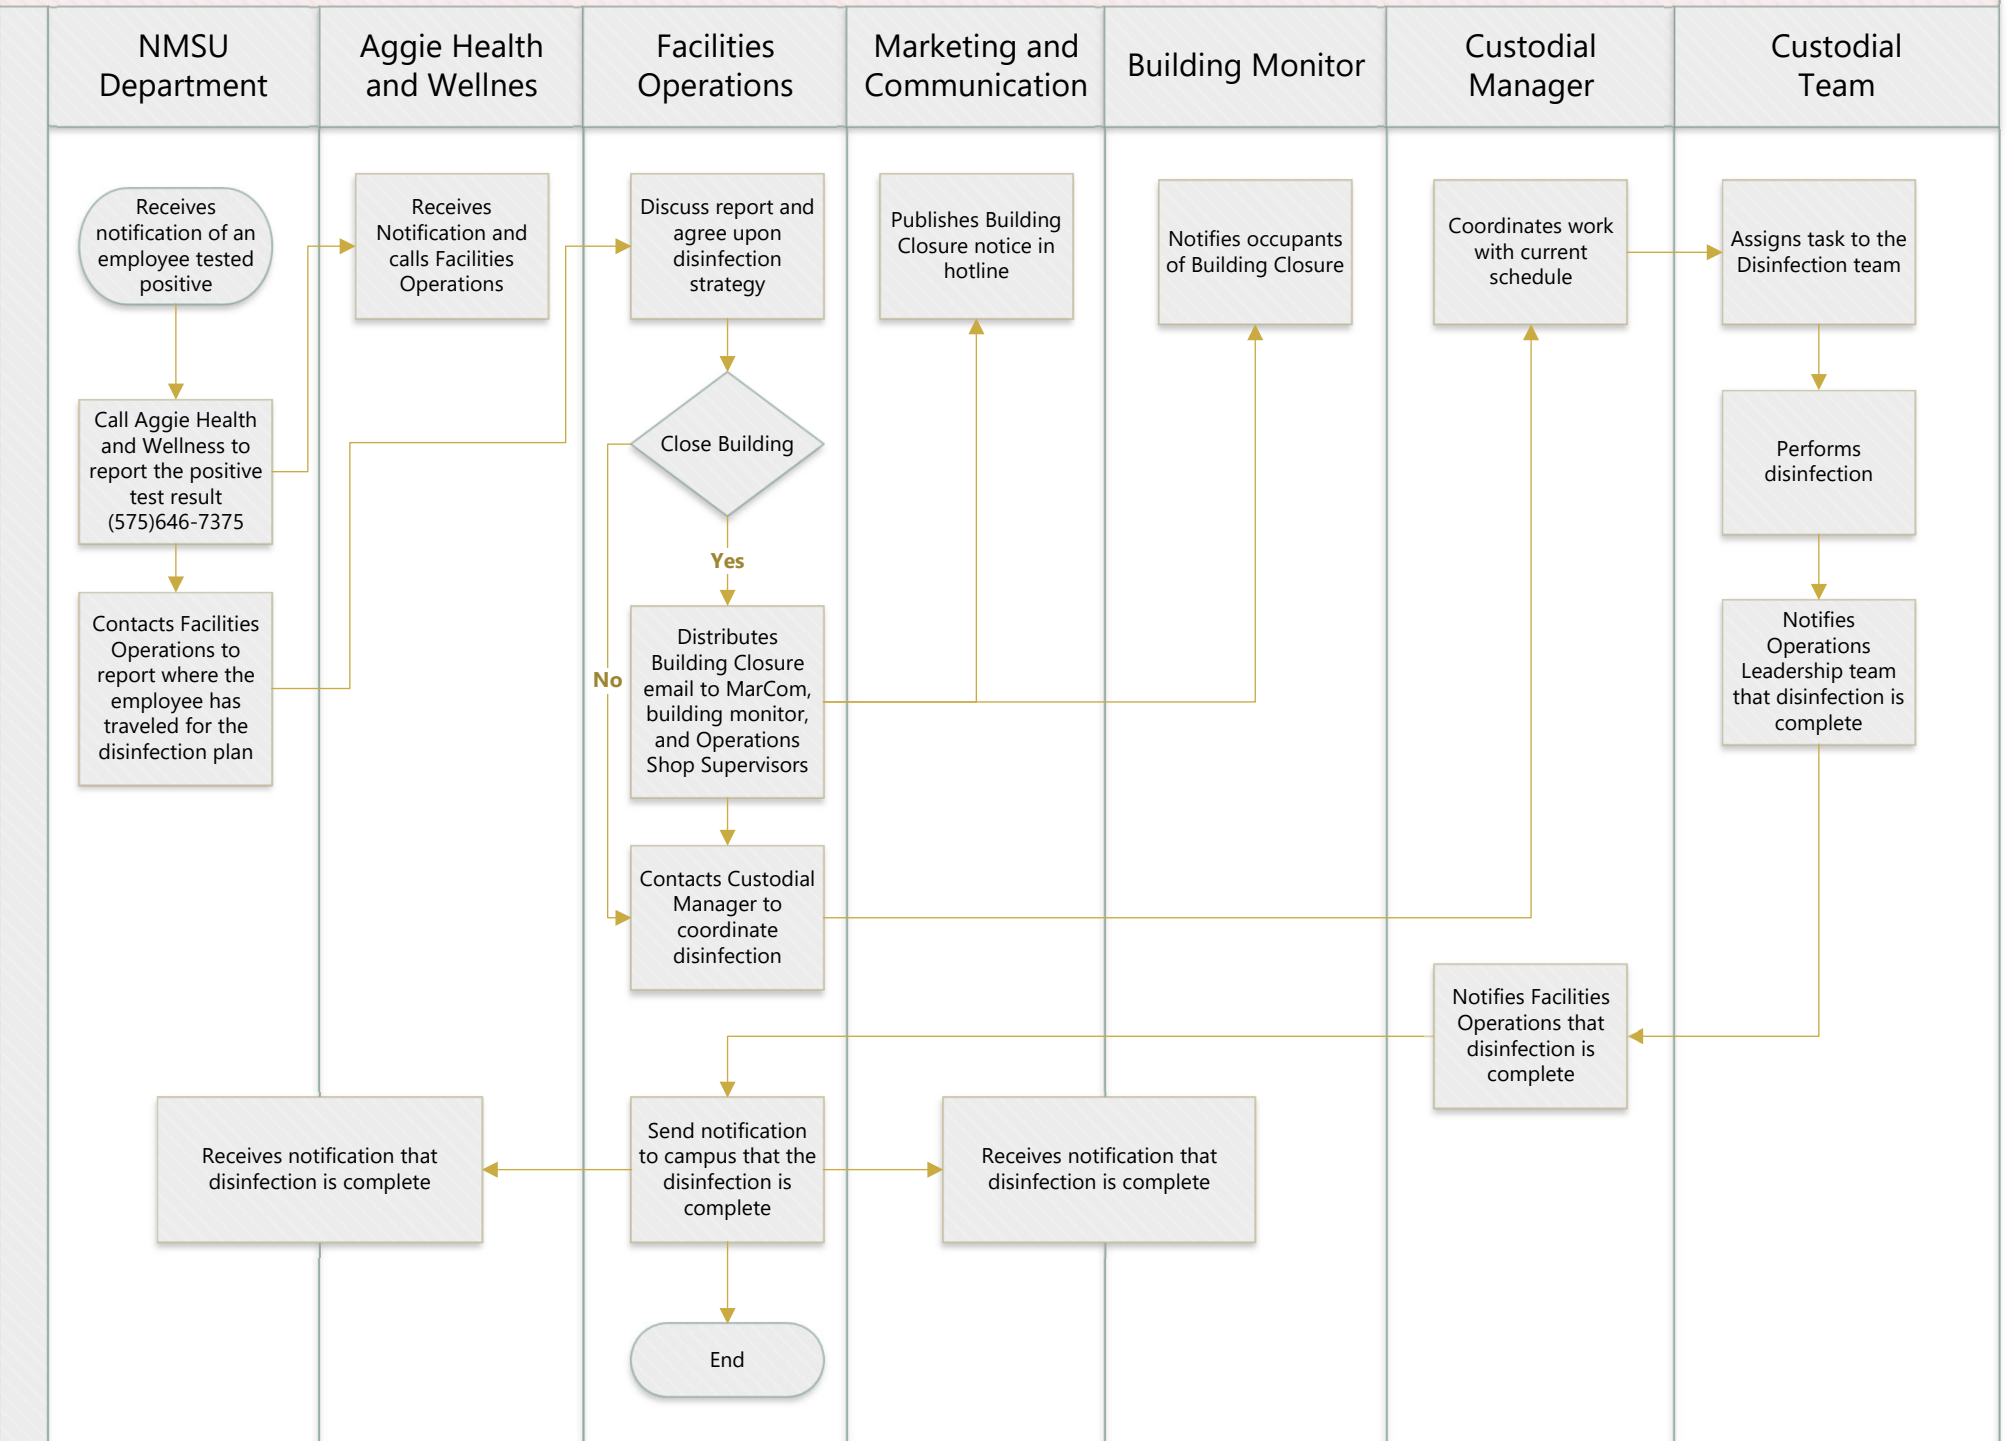 NMSU
Department
Aggie Health
and Wellnes
Facilities
Operations
Marketing and
Communication
Building Monitor
Custodial
Manager
Custodial
Team
Receives
notification of an
employee tested
positive
Receives
Notification and
calls Facilities
Operations
Discuss report and
agree upon
disinfection
strategy
Publishes Building
Closure notice in
hotline
Notifies occupants
of Building Closure
Coordinates work
with current
schedule
Assigns task to the
Disinfection team
Call Aggie Health
and Wellness to
report the positive
test result
(575)646-7375
Close Building
Performs
disinfection
Yes
Contacts Facilities
Operations to
report where the
employee has
traveled for the
disinfection plan
No
Distributes
Building Closure
email to MarCom,
building monitor,
and Operations
Shop Supervisors
Notifies
Operations
Leadership team
that disinfection is
complete
Contacts Custodial
Manager to
coordinate
disinfection
Notifies Facilities
Operations that
disinfection is
complete
Receives notification that
disinfection is complete
Send notification
to campus that the
disinfection is
complete
Receives notification that
disinfection is complete
End